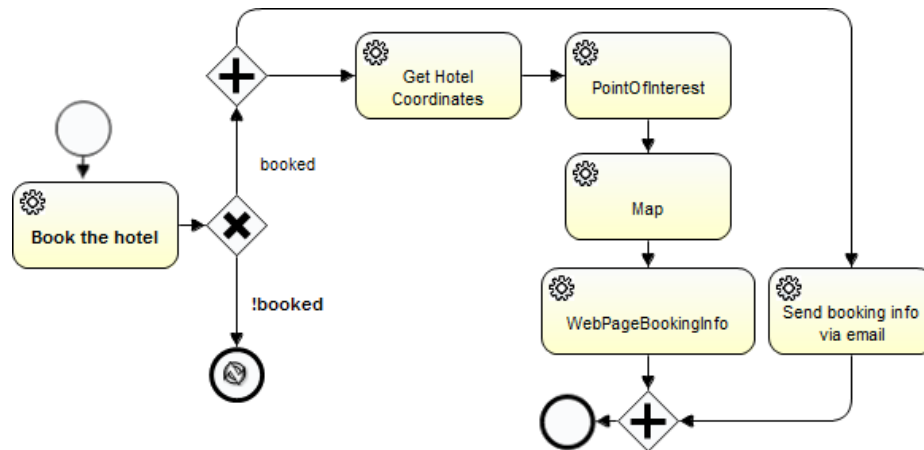 Get Hotel
Coordinates
PointOfInterest
booked
Map
Book the hotel
!booked
WebPageBookingInfo
Send booking info
via email